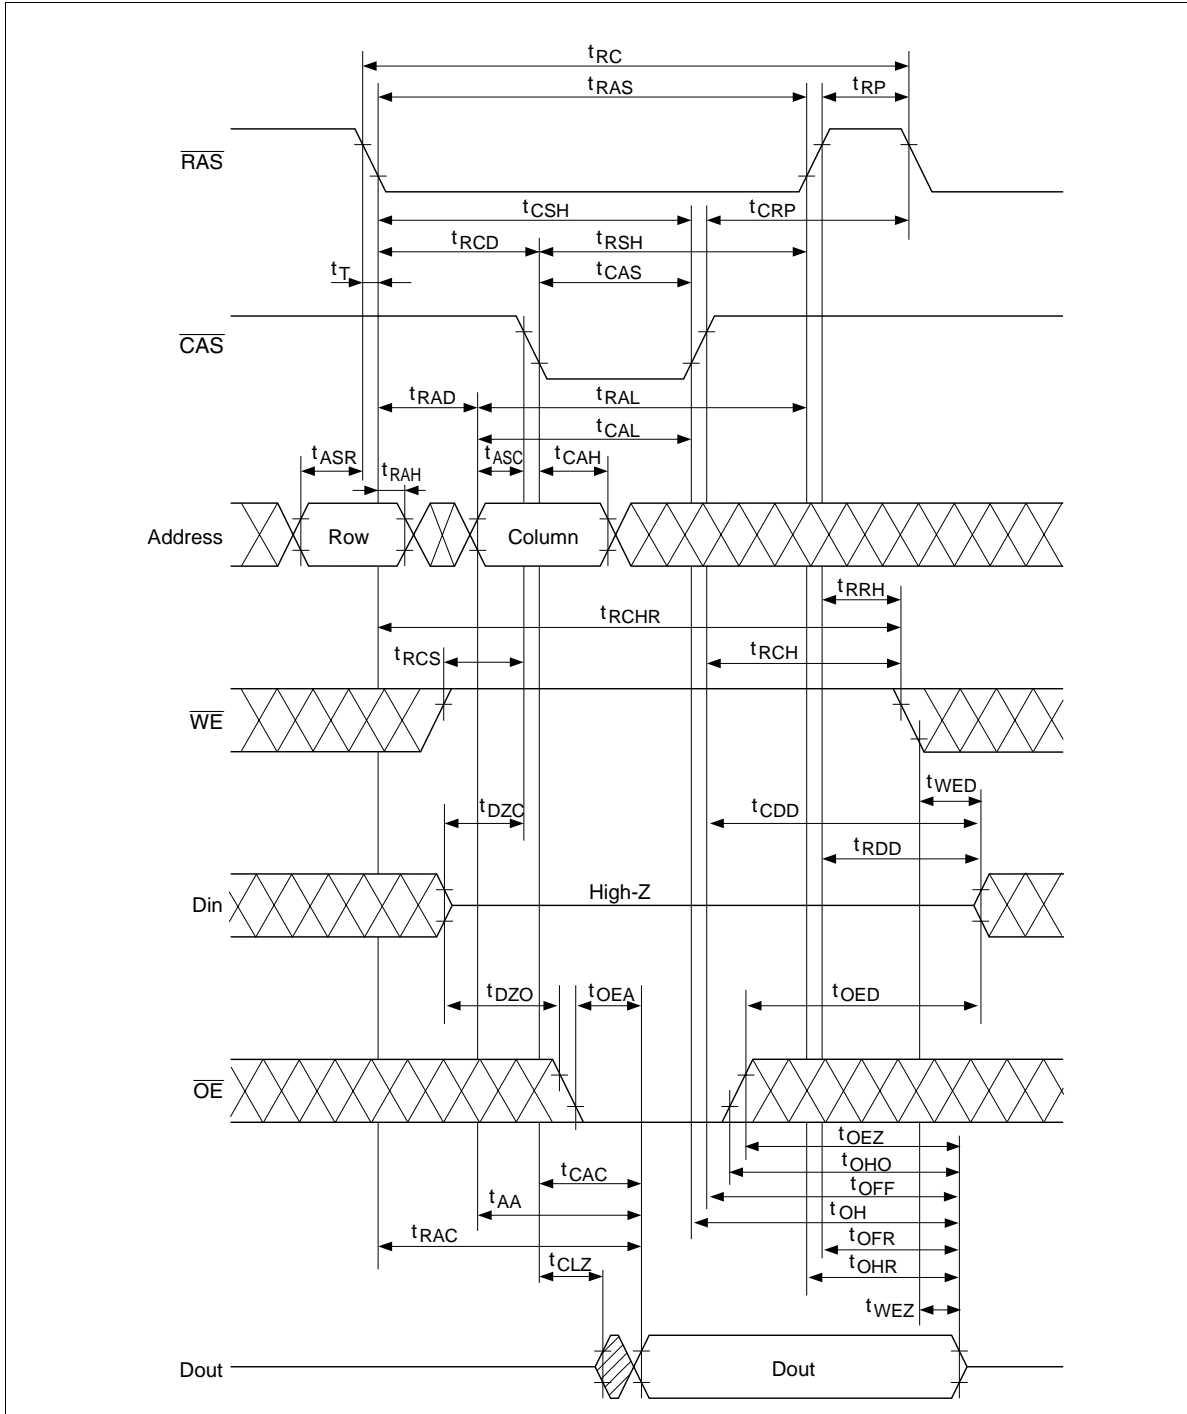 tRC
tRAS
tRP
RAS
tCSH
tCRP
tRCD
tRSH
tT
tCAS
CAS
tRAD
tRAL
tCAL
tASR
tASC
tCAH
tRAH
Address
Row
Column
tRRH
tRCHR
tRCS
tRCH
WE
tWED
tDZC
tCDD
tRDD
Din
High-Z
tDZO
tOEA
tOED
OE
tOEZ
tOHO
tCAC
tOFF
tAA
tOH
tRAC
tOFR
tCLZ
tOHR
tWEZ
Dout
Dout